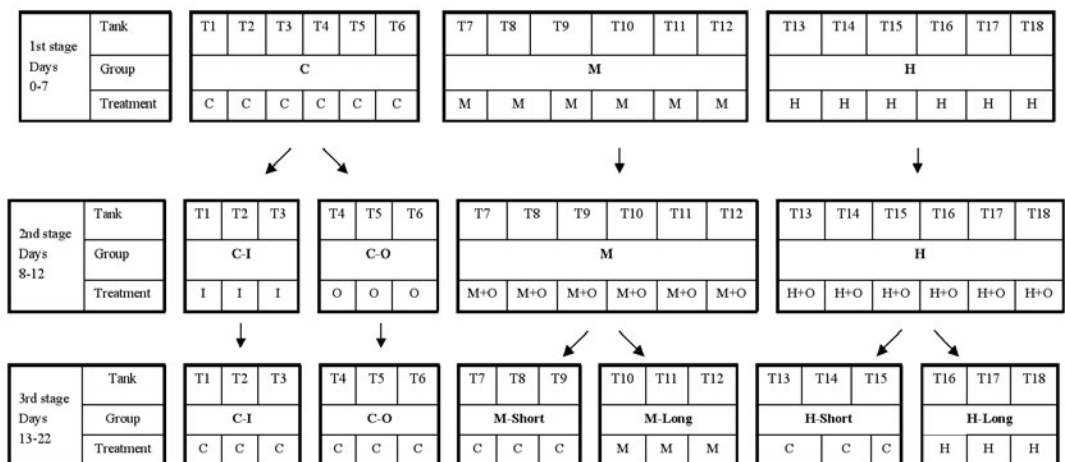 1st stage
Days
0-7
Tank T1 T2 T3 T4 T5 T6 T7 T8 T9 T10 T11 T12 T13 T14 T15 T16 T17 T18
Group C M H
Treatment C C C C C C M M M M M M H H H H H H
2nd stage
Days
8-12
Tank T1 T2 T3 T4 T5 T6 T7 T8 T9 T10 T11 T12 T13 T14 T15 T16 T17 T18
Group C-I C-O M H
Treatment I I I O O O M+O M+O M+O M+O M+O M+O H+O H+O H+O H+O H+O H+O
3rd stage
Days
13-22
Tank T1 T2 T3 T4 T5 T6 T7 T8 T9 T10 T11 T12 T13 T14 T15 T16 T17 T18
Group C-I C-O M-Short M-Long H-Short H-Long
Treatment C C C C C C C C C M M M C C C H H H